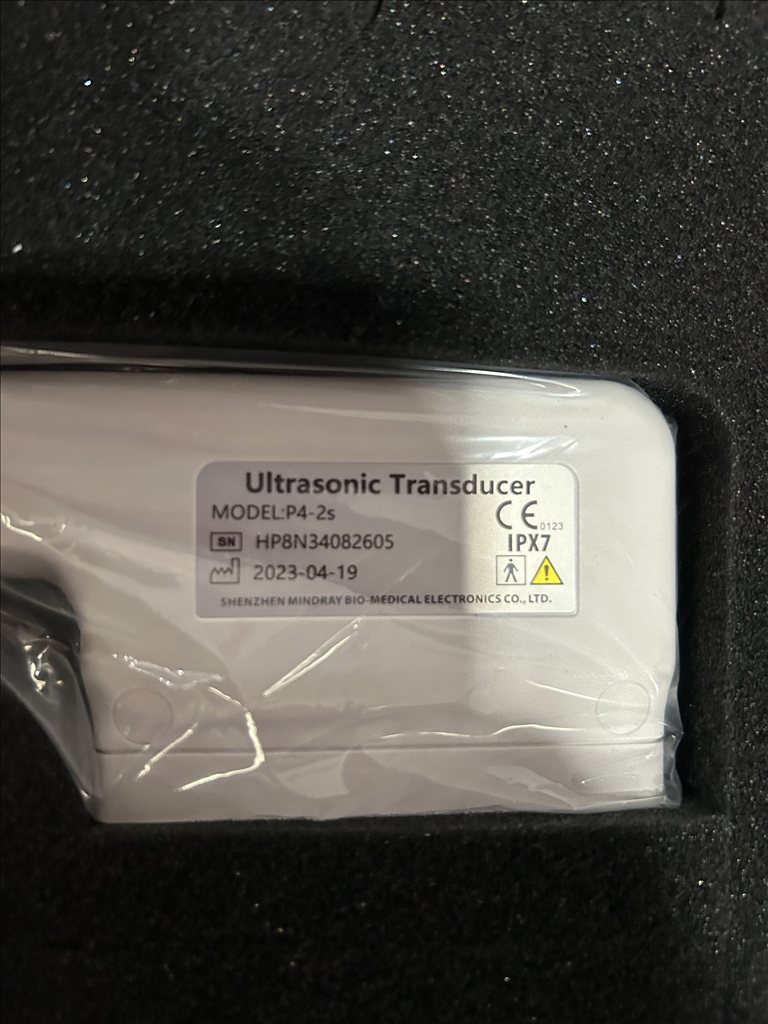 Ultrasonic Transducer
MODEL:P4-2s
CE 0123
SN HP8N34082605
IPX7
2023-04-19
SHENZHEN MINDRAY BIO-MEDICAL ELECTRONICS CO., LTD.